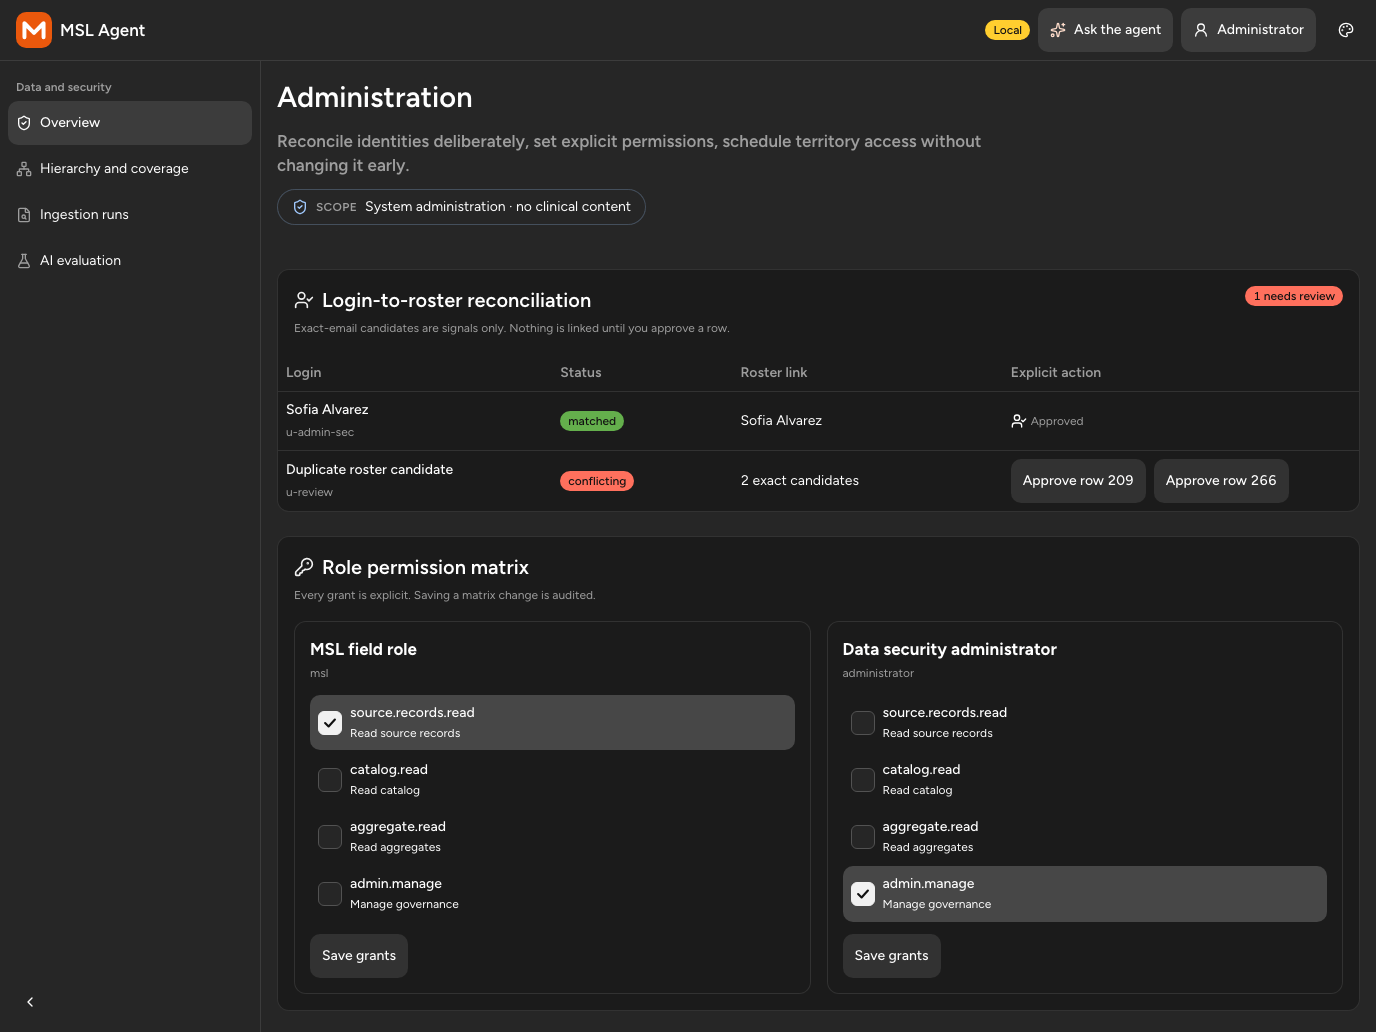 MSL Agent
Local
Ask the agent
Administrator
Data and security
Overview
Hierarchy and coverage
Ingestion runs
AI evaluation
Administration
Reconcile identities deliberately, set explicit permissions, schedule territory access without
changing it early.
SCOPE System administration · no clinical content
Login-to-roster reconciliation
1 needs review
Exact-email candidates are signals only. Nothing is linked until you approve a row.
Login Status Roster link Explicit action
Sofia Alvarez
u-admin-sec
matched
Sofia Alvarez
Approved
Duplicate roster candidate
u-review
conflicting
2 exact candidates
Approve row 209
Approve row 266
Role permission matrix
Every grant is explicit. Saving a matrix change is audited.
MSL field role
msl
source.records.read
Read source records
catalog.read
Read catalog
aggregate.read
Read aggregates
admin.manage
Manage governance
Save grants
Data security administrator
administrator
source.records.read
Read source records
catalog.read
Read catalog
aggregate.read
Read aggregates
admin.manage
Manage governance
Save grants